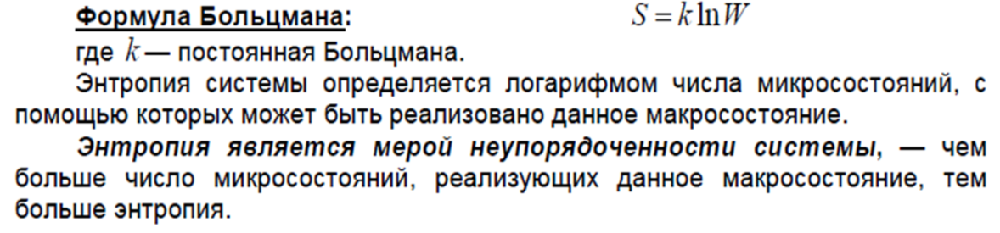 Формула Больцмана: S = k ln W
где k — постоянная Больцмана.
Энтропия системы определяется логарифмом числа микросостояний, с
помощью которых может быть реализовано данное макросостояние.
Энтропия является мерой неупорядоченности системы, — чем
больше число микросостояний, реализующих данное макросостояние, тем
больше энтропия.